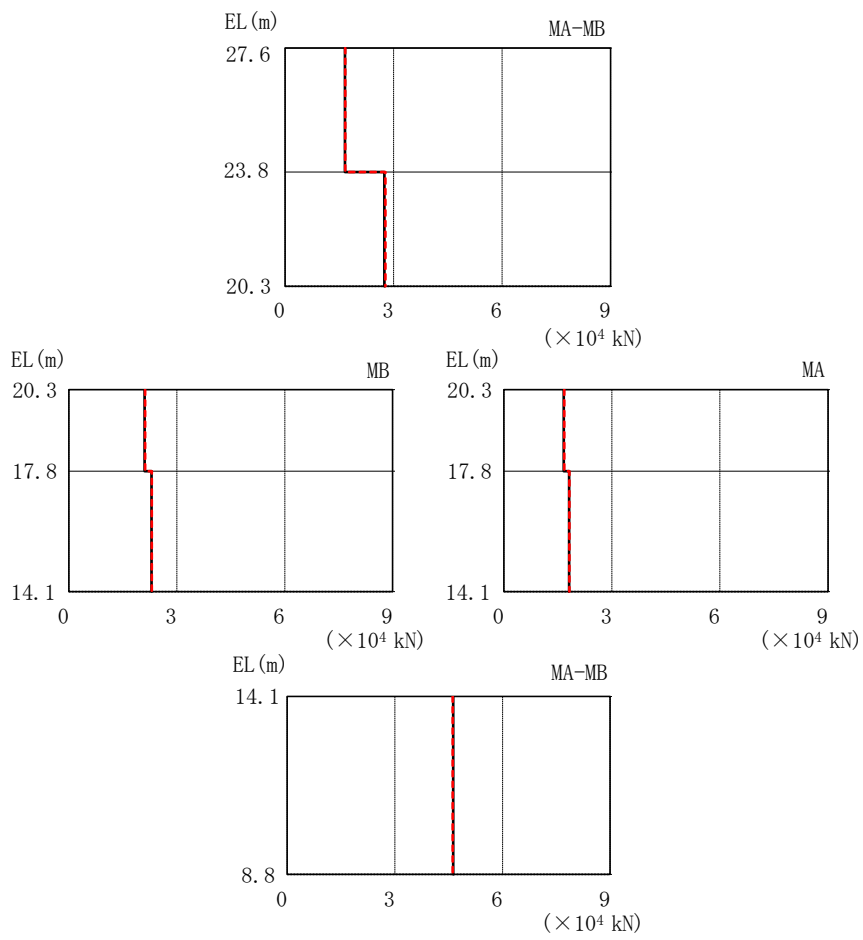 EL(m) MA-MB
27.6
23.8
20.3
0 3 6 9
(×10⁴ kN)
EL(m) MB
20.3
17.8
14.1
0 3 6 9
(×10⁴ kN)
EL(m) MA
20.3
17.8
14.1
0 3 6 9
(×10⁴ kN)
EL(m) MA-MB
14.1
8.8
0 3 6 9
(×10⁴ kN)